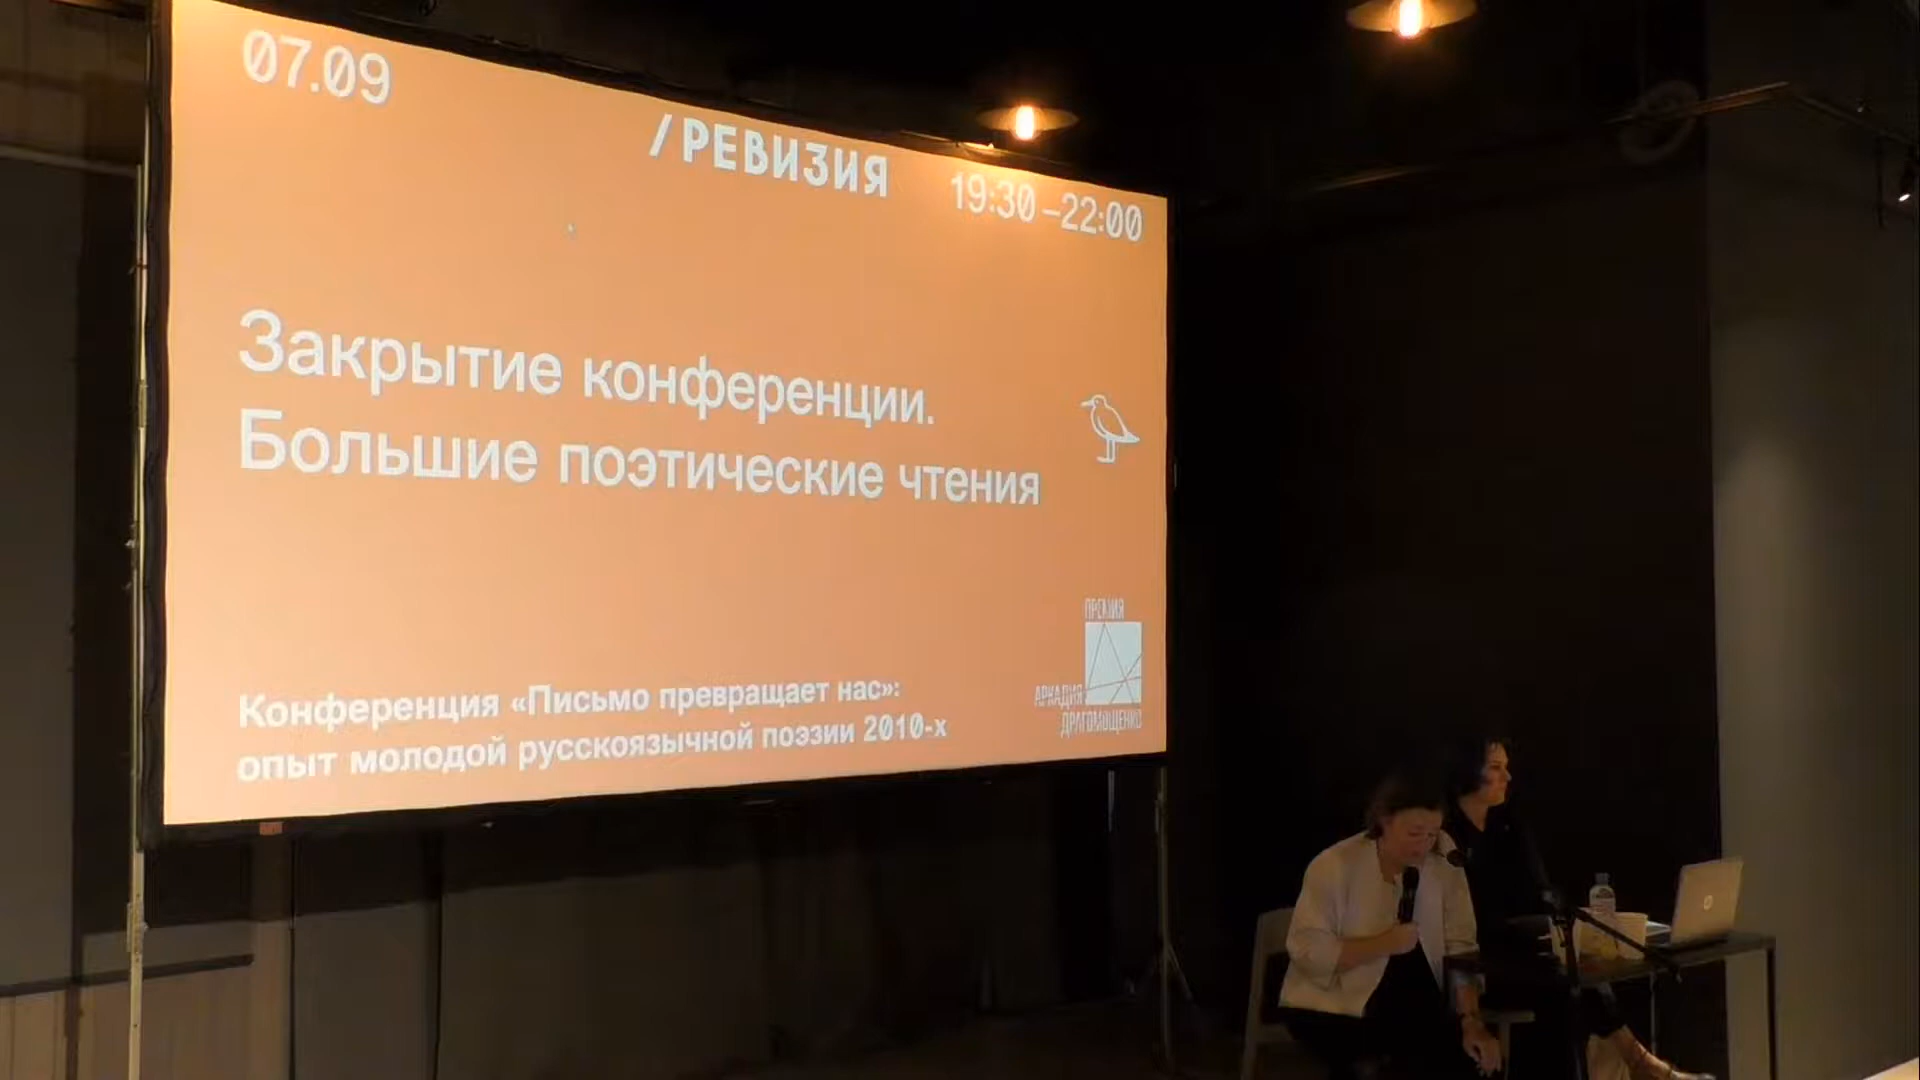 07.09
/РЕВИЗИЯ
19:30–22:00
Закрытие конференции.
Большие поэтические чтения
ПРЕМИЯ
АРКАДИЯ
ДРАГОМОЩЕНКО
Конференция «Письмо превращает нас»:
опыт молодой русскоязычной поэзии 2010-х